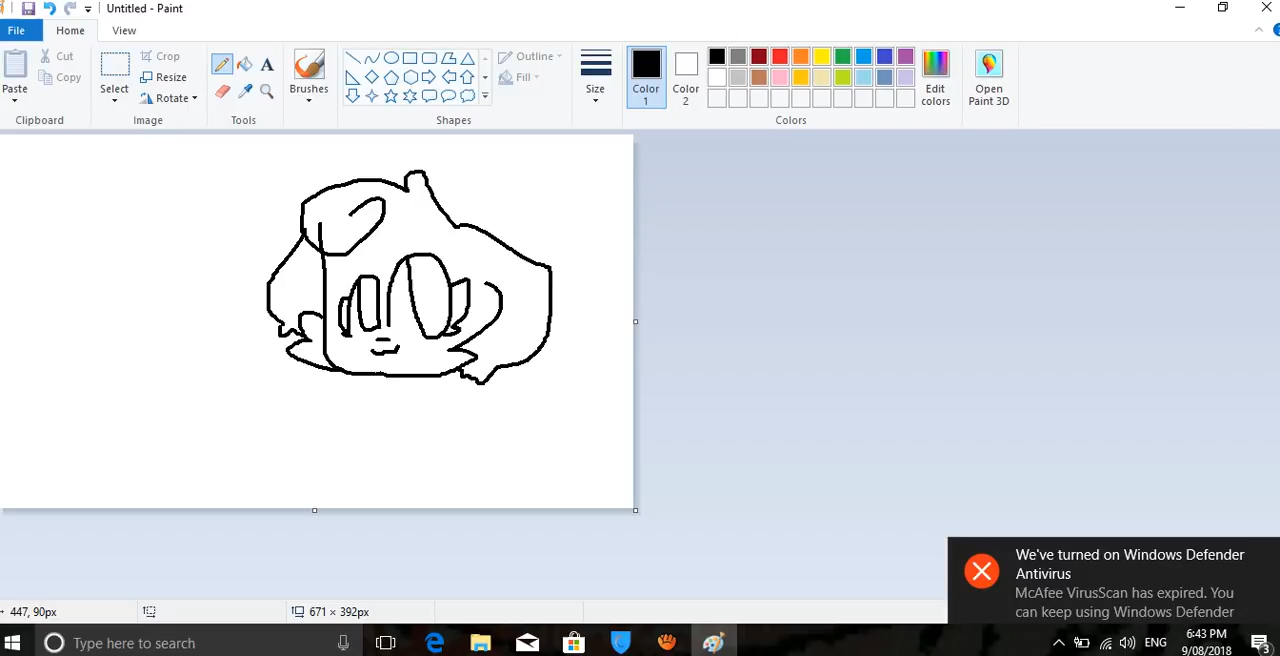 Untitled - Paint
File Home View
Paste
Cut
Copy
Clipboard
Select
Crop
Resize
Rotate
Image
A
Tools
Brushes
Outline
Fill
Shapes
Size
Color 1
Color 2
Edit colors
Colors
Open Paint 3D
We've turned on Windows Defender
Antivirus
McAfee VirusScan has expired. You
can keep using Windows Defender
447, 90px
671 × 392px
Type here to search
ENG
6:43 PM
9/08/2018
3